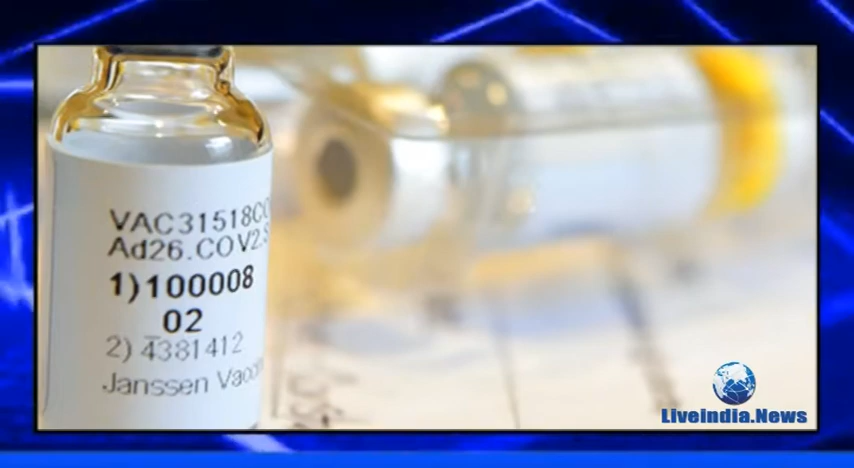 VAC31518CO
Ad26.COV2.S
1)100008
02
2) 4381412
Janssen Vacc
LiveIndia.News